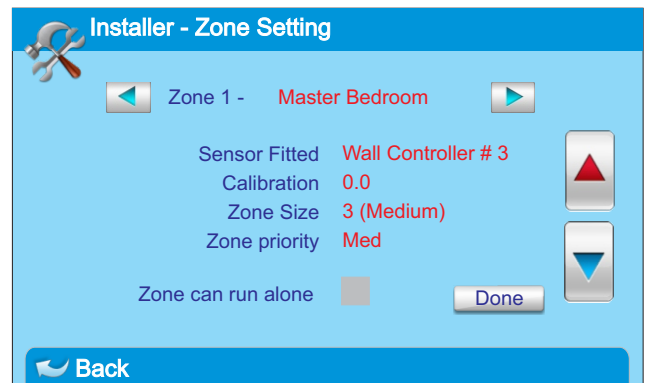 Installer - Zone Setting
Zone 1 - Master Bedroom
Sensor Fitted Wall Controller # 3
Calibration 0.0
Zone Size 3 (Medium)
Zone priority Med
Zone can run alone Done
Back